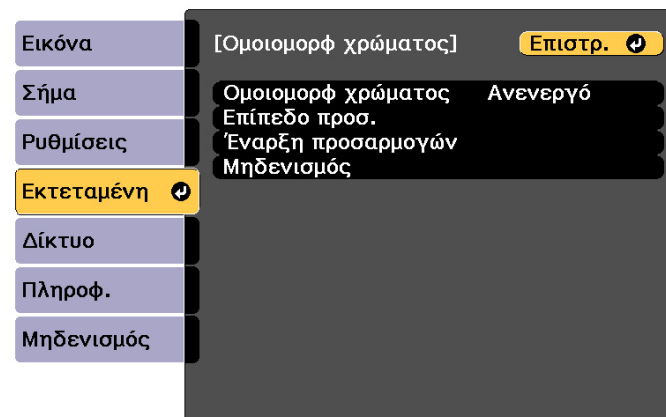 Εικόνα
Σήμα
Ρυθμίσεις
Εκτεταμένη
Δίκτυο
Πληροφ.
Μηδενισμός
[Ομοιομορφ χρώματος] Επιστρ.
Ομοιομορφ χρώματος Ανενεργό
Επίπεδο προσ.
Έναρξη προσαρμογών
Μηδενισμός